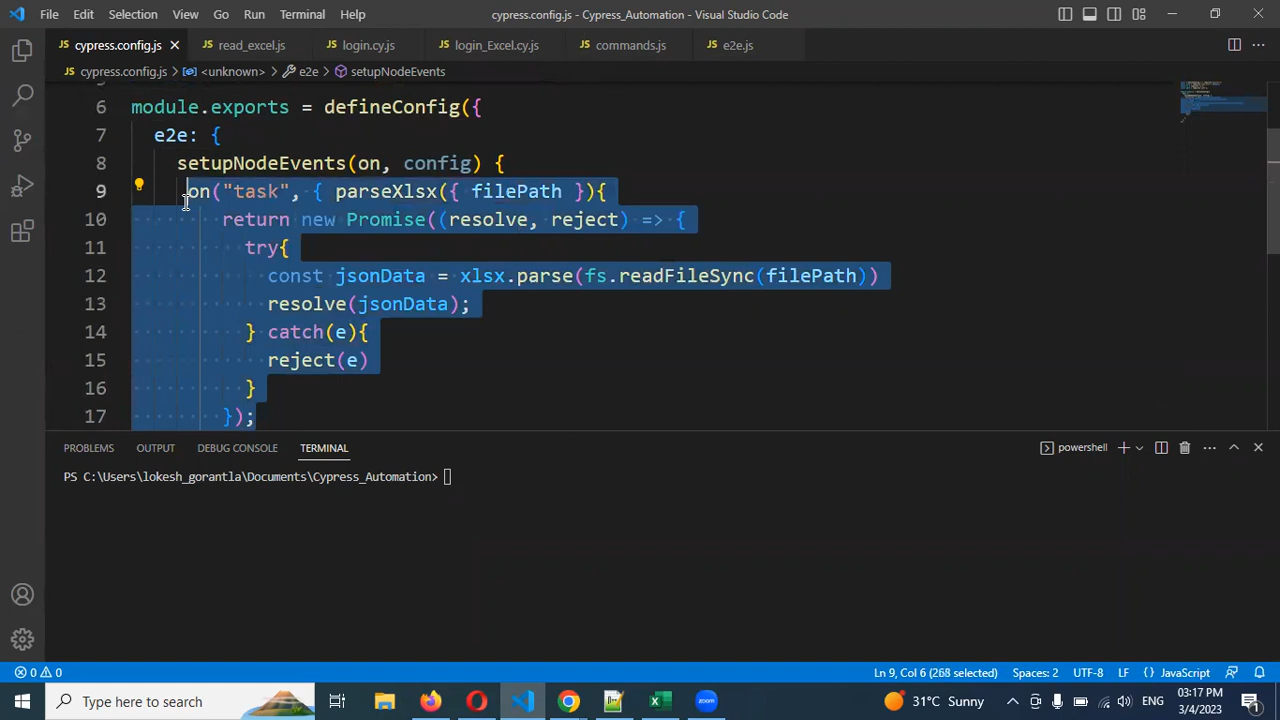 File Edit Selection View Go Run Terminal Help cypress.config.js - Cypress_Automation - Visual Studio Code
cypress.config.js read_excel.js login.cy.js login_Excel.cy.js commands.js e2e.js
cypress.config.js > <unknown> > e2e > setupNodeEvents
6 module.exports = defineConfig({
7 e2e: {
8 setupNodeEvents(on, config) {
9 on("task", { parseXlsx({ filePath }){
10 return new Promise((resolve, reject) => {
11 try{
12 const jsonData = xlsx.parse(fs.readFileSync(filePath))
13 resolve(jsonData);
14 } catch(e){
15 reject(e)
16 }
17 });
PROBLEMS OUTPUT DEBUG CONSOLE TERMINAL powershell
PS C:\Users\lokesh_gorantla\Documents\Cypress_Automation>
0 0 Ln 9, Col 6 (268 selected) Spaces: 2 UTF-8 LF {} JavaScript
Type here to search zoom 31°C Sunny ENG 03:17 PM 3/4/2023 1